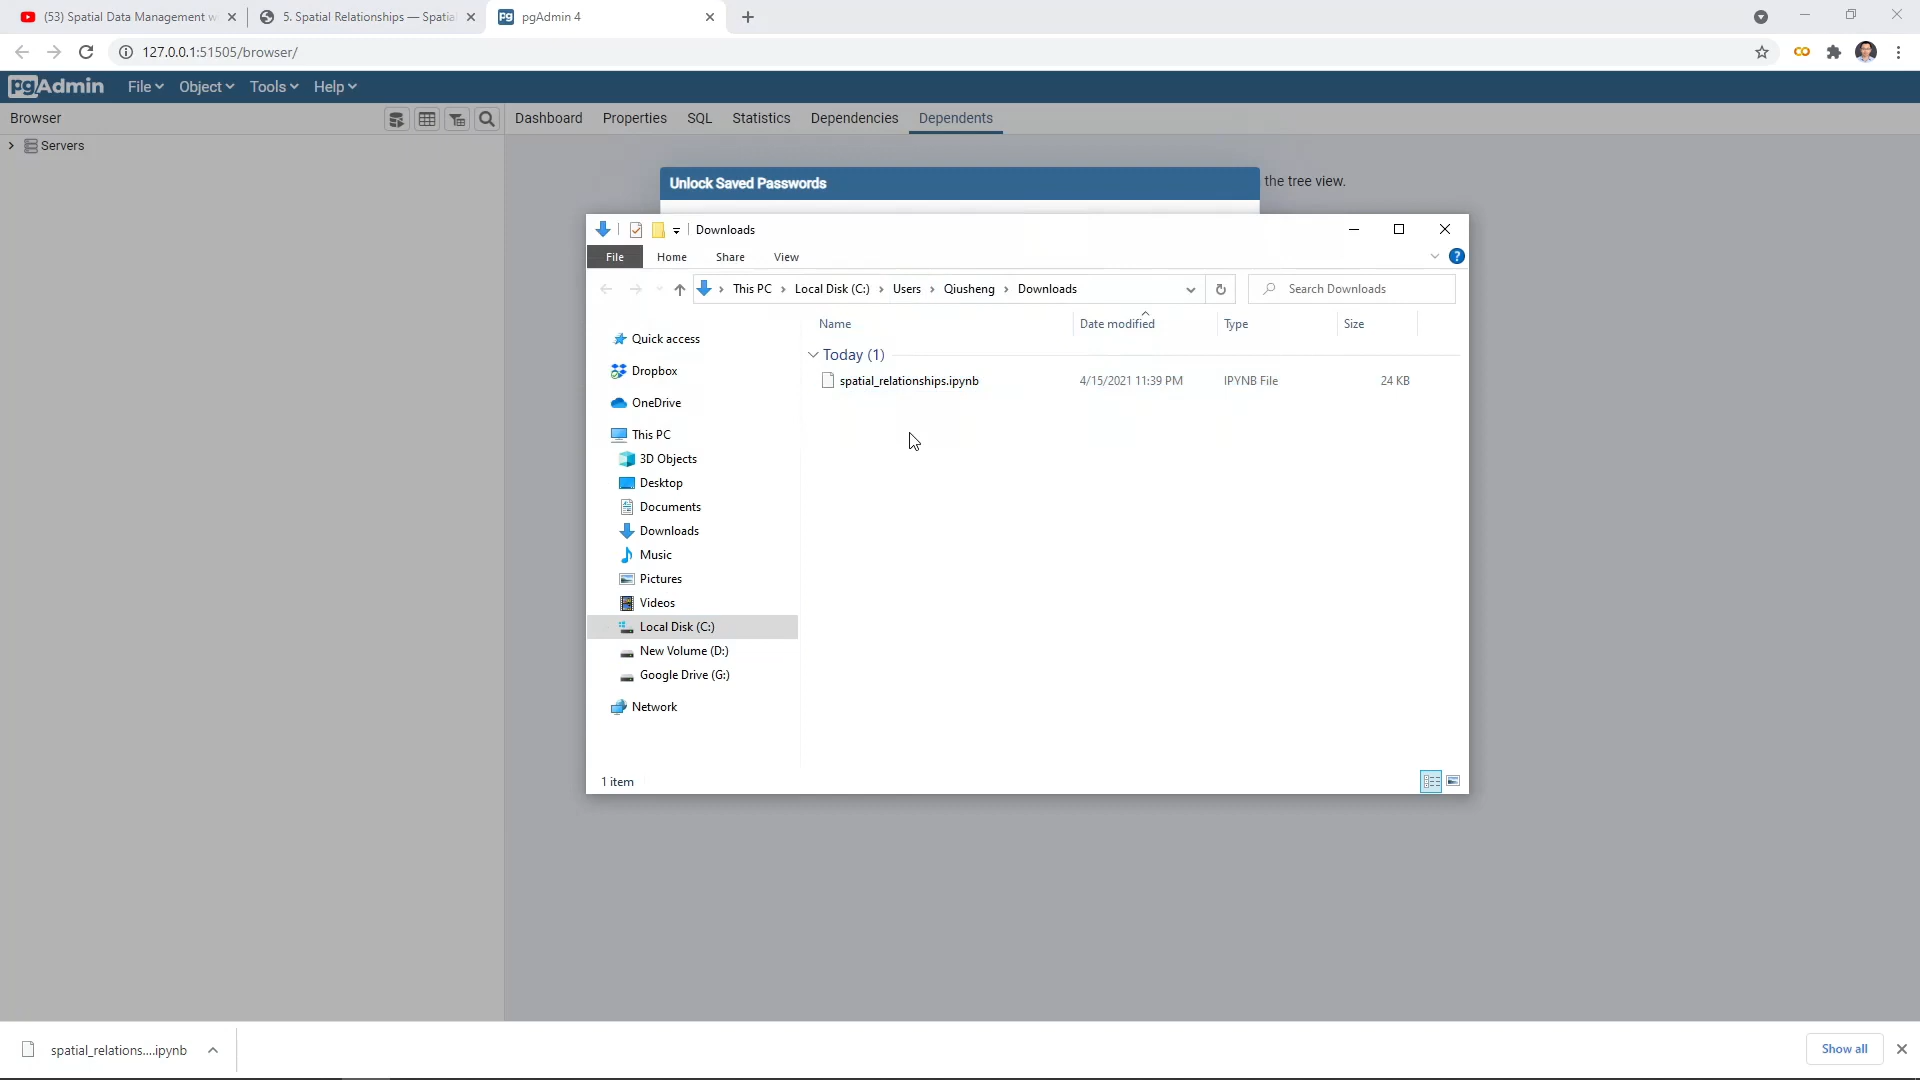 (53) Spatial Data Management w
5. Spatial Relationships — Spatial
pgAdmin 4
127.0.0.1:51505/browser/
pgAdmin
File
Object
Tools
Help
Browser
Dashboard
Properties
SQL
Statistics
Dependencies
Dependents
Servers
Unlock Saved Passwords
the tree view.
Downloads
File
Home
Share
View
This PC
Local Disk (C:)
Users
Qiusheng
Downloads
Search Downloads
Name
Date modified
Type
Size
Quick access
Dropbox
OneDrive
This PC
3D Objects
Desktop
Documents
Downloads
Music
Pictures
Videos
Local Disk (C:)
New Volume (D:)
Google Drive (G:)
Network
Today (1)
spatial_relationships.ipynb
4/15/2021 11:39 PM
IPYNB File
24 KB
1 item
spatial_relations....ipynb
Show all